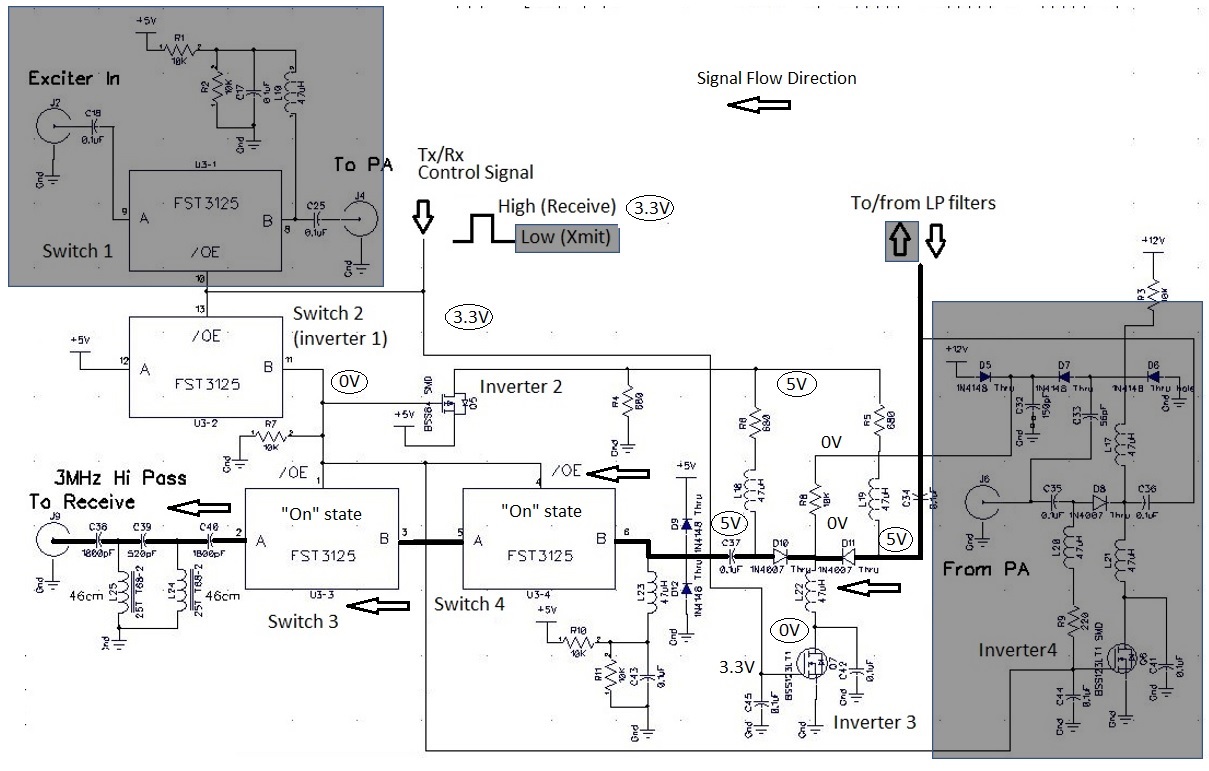 +5V
R1
10K
R2
10K
C17
0.1uF
L10
47uH
Gnd
Exciter In
J2
C18
0.1uF
Gnd
U3-1
FST3125
A
B
/OE
9
8
10
Switch 1
To PA
C25
0.1uF
J4
Gnd
Signal Flow Direction
Tx/Rx
Control Signal
High (Receive)
3.3V
Low (Xmit)
3.3V
To/from LP filters
13
/OE
+5V
12
A
B
11
FST3125
U3-2
Switch 2
(inverter 1)
0V
+5V
SMD
Q5
Inverter 2
R7
10K
Gnd
R4
680
Gnd
5V
R5
680
L18
47uH
L19
47uH
+5V
D9
1N4148 Thru
D12
1N4148 Thru
Gnd
5V
0V
R8
10K
0V
5V
C34
0.1uF
C37
0.1uF
D10
1N4007 Thru
D11
1N4007 Thru
L22
47uH
0V
3.3V
BSS123LT1
Q7
C42
0.1uF
Gnd
C45
0.1uF
Gnd
Gnd
Inverter 3
3MHz Hi Pass
To Receive
J9
Gnd
C38
1800pF
C39
520pF
C40
1800pF
46cm
L25
25T T68-2
L24
25T T68-2
46cm
Gnd
/OE
1
2
A
"On" state
B
3
FST3125
U3-3
Switch 3
/OE
4
5
A
"On" state
B
6
FST3125
U3-4
Switch 4
L23
47uH
+5V
R10
10K
R11
10K
C43
0.1uF
Gnd
+12V
R3
+12V
D5
1N4148 Thru
D7
1N4148 Thru
D6
Thru hole
Gnd
C32
150pF
Gnd
C33
56pF
L17
47uH
J6
Gnd
C35
0.1uF
D8
1N4007 Thru
C36
0.1uF
L20
47uH
L21
47uH
From PA
R9
220
Inverter4
BSS123LT1 SMD
Q6
C41
0.1uF
Gnd
C44
0.1uF
Gnd
Gnd